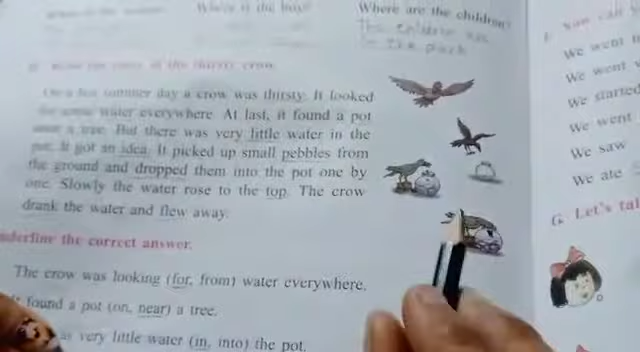 Where is the
Where are the children?
The children are
in the park
story of the thirsty crow.
On a hot summer day a crow was thirsty. It looked
for some water everywhere. At last, it found a pot
near a tree. But there was very little water in the
pot. It got an idea. It picked up small pebbles from
the ground and dropped them into the pot one by
one. Slowly the water rose to the top. The crow
drank the water and flew away.
underline the correct answer.
The crow was looking (for, from) water everywhere.
found a pot (on, near) a tree.
very little water (in, into) the pot.
We went
We went
We started
We went
We saw
We ate
G. Let's tal